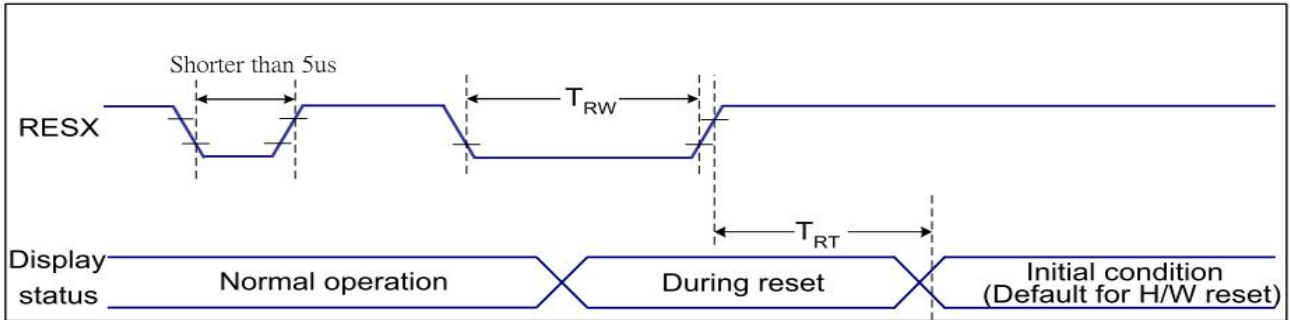 Shorter than 5us
RESX
TRW
TRT
Display
status
Normal operation
During reset
Initial condition
(Default for H/W reset)